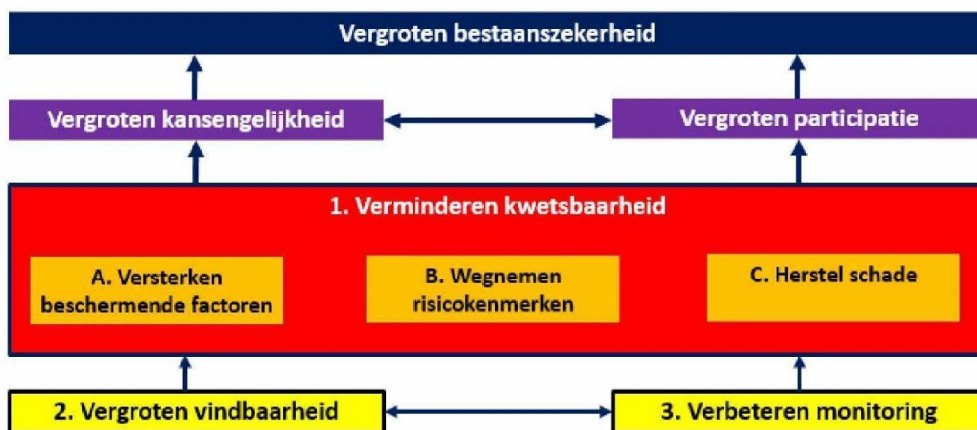 Vergroten bestaanszekerheid
Vergroten kansengelijkheid
Vergroten participatie
1. Verminderen kwetsbaarheid
A. Versterken
beschermende factoren
B. Wegnemen
risicokenmerken
C. Herstel schade
2. Vergroten vindbaarheid
3. Verbeteren monitoring